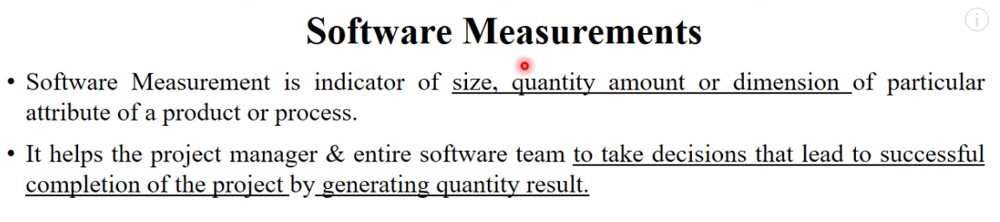 Software Measurements
• Software Measurement is indicator of size, quantity amount or dimension of particular
attribute of a product or process.
• It helps the project manager & entire software team to take decisions that lead to successful
completion of the project by generating quantity result.